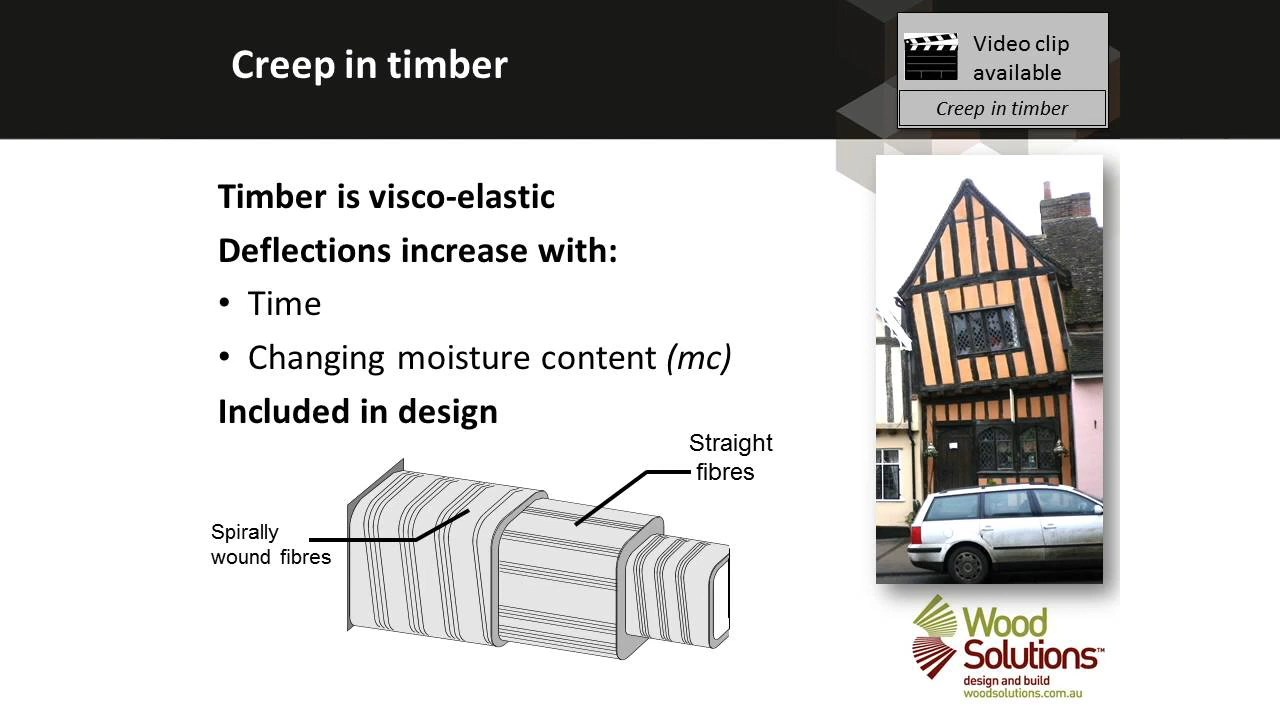 Creep in timber
Video clip
available
Creep in timber
Timber is visco-elastic
Deflections increase with:
• Time
• Changing moisture content (mc)
Included in design
Straight
fibres
Spirally
wound fibres
Wood
Solutions™
design and build
woodsolutions.com.au